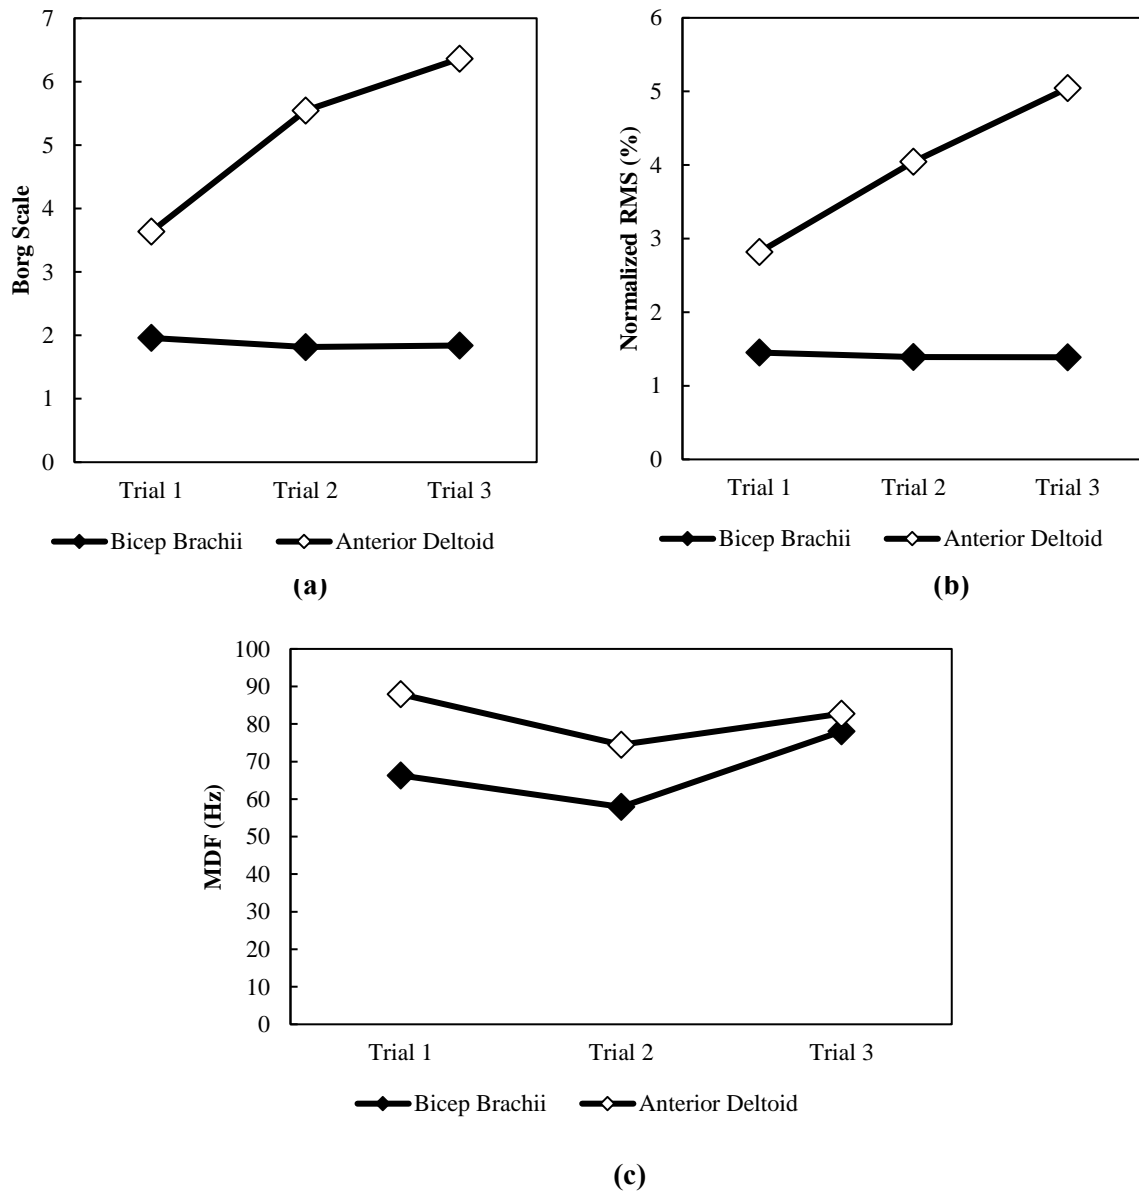 7
6
5
4
3
2
1
0
Borg Scale
Trial 1 Trial 2 Trial 3
Bicep Brachii Anterior Deltoid
(a)
6
5
4
3
2
1
0
Normalized RMS (%)
Trial 1 Trial 2 Trial 3
Bicep Brachii Anterior Deltoid
(b)
100
90
80
70
60
50
40
30
20
10
0
MDF (Hz)
Trial 1 Trial 2 Trial 3
Bicep Brachii Anterior Deltoid
(c)